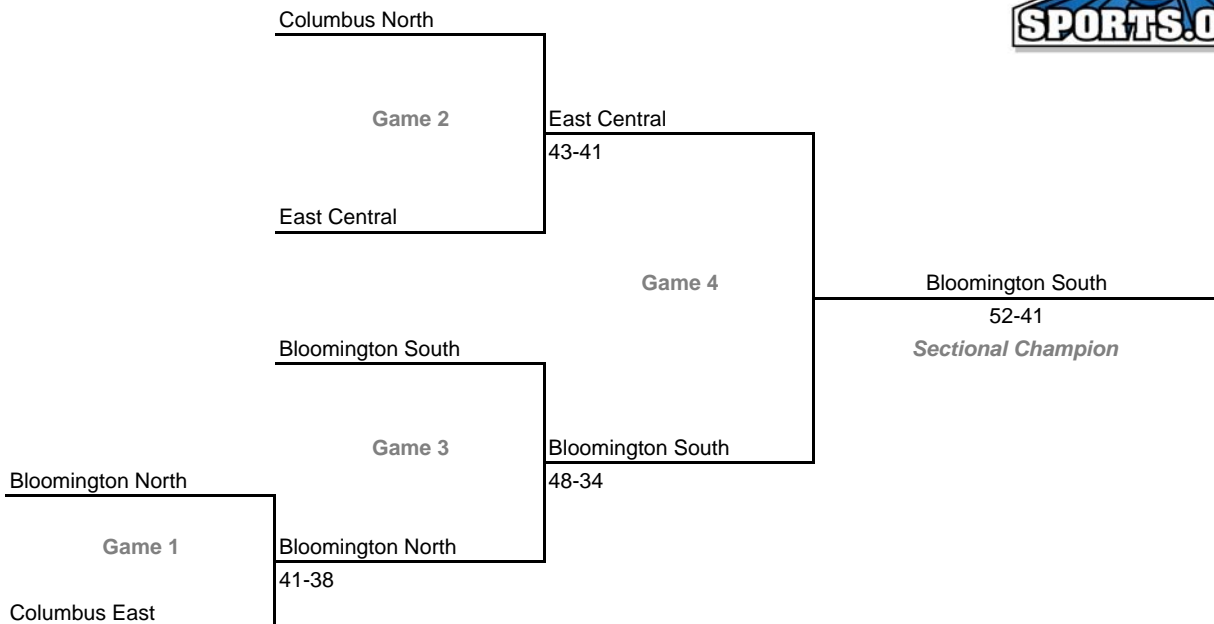 SPORTS.O
Columbus North
Game 2
East Central
43-41
East Central
Game 4
Bloomington South
52-41
Sectional Champion
Bloomington South
Game 3
Bloomington South
48-34
Bloomington North
Game 1
Bloomington North
41-38
Columbus East